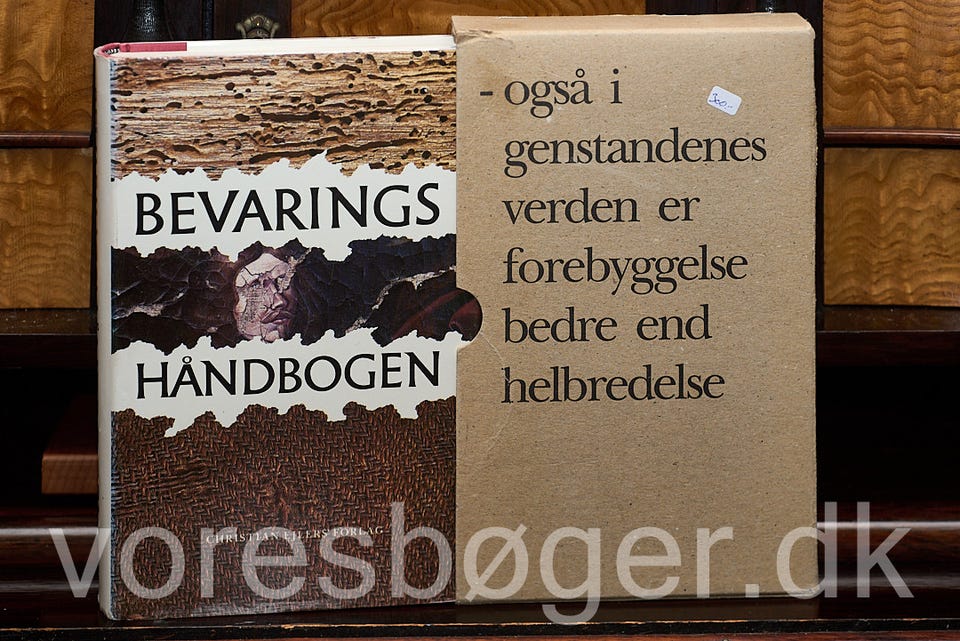 BEVARINGS
HÅNDBOGEN
CHRISTIAN EJLERS FORLAG
- også i
genstandenes
verden er
forebyggelse
bedre end
helbredelse
300,-
voresbøger.dk